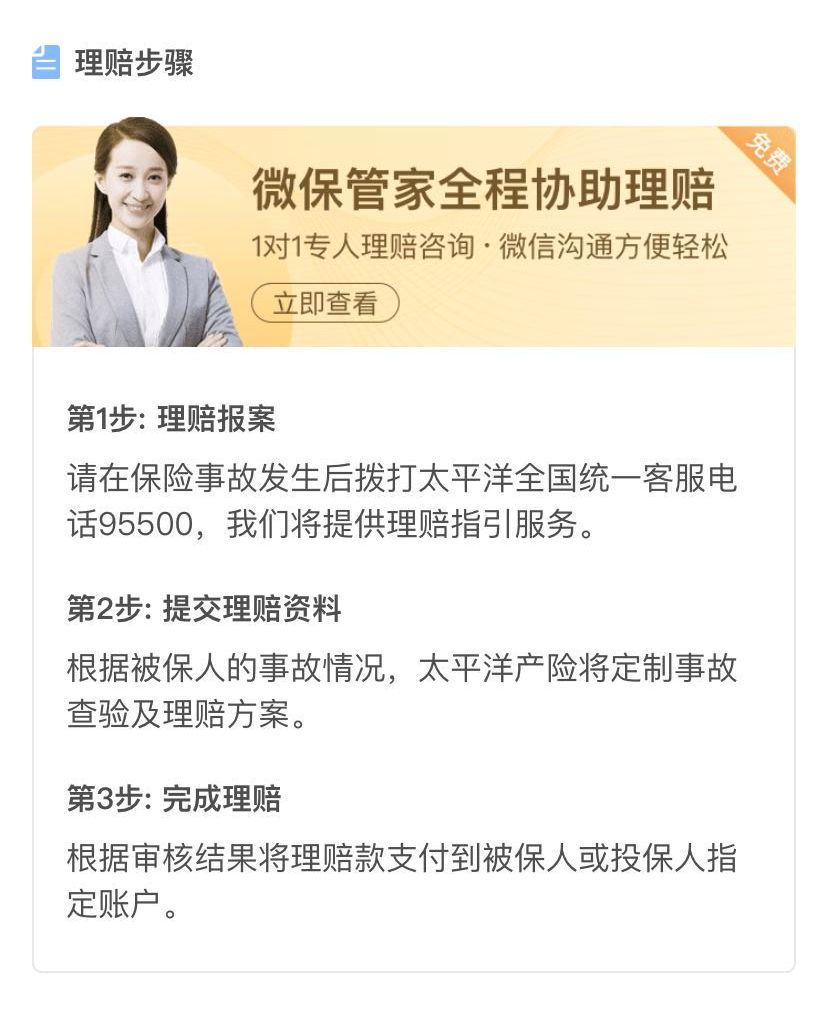 理赔步骤
免费
微保管家全程协助理赔
1对1专人理赔咨询·微信沟通方便轻松
立即查看
第1步: 理赔报案
请在保险事故发生后拨打太平洋全国统一客服电
话95500，我们将提供理赔指引服务。
第2步: 提交理赔资料
根据被保人的事故情况，太平洋产险将定制事故
查验及理赔方案。
第3步: 完成理赔
根据审核结果将理赔款支付到被保人或投保人指
定账户。